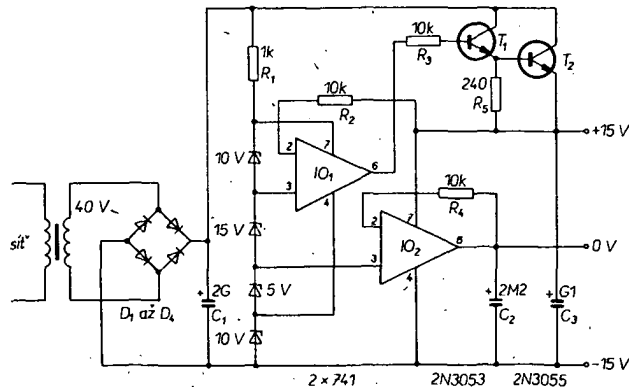 síť
40 V
D₁ až D₄
+ 2G
C₁
1k
R₁
10 V
15 V
5 V
10 V
10k
R₂
2
3
7
4
6
IO₁
10k
R₃
T₁
T₂
240
R₅
10k
R₄
2
3
7
4
6
IO₂
+ 2M2
C₂
+ G1
C₃
+15 V
0 V
-15 V
2 × 741
2N3053
2N3055